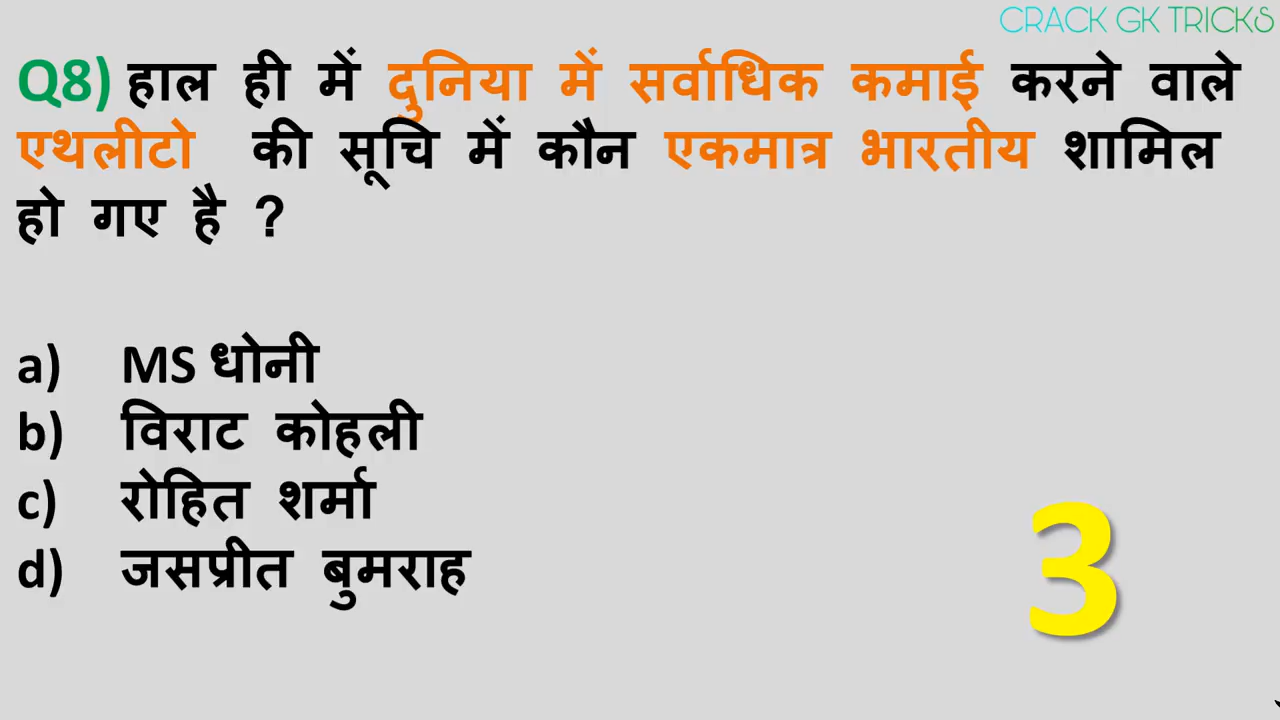 CRACK GK TRICKS
Q8) हाल ही में दुनिया में सर्वाधिक कमाई करने वाले
एथलीटो की सूचि में कौन एकमात्र भारतीय शामिल
हो गए है ?
a) MS धोनी
b) विराट कोहली
c) रोहित शर्मा
d) जसप्रीत बुमराह
3